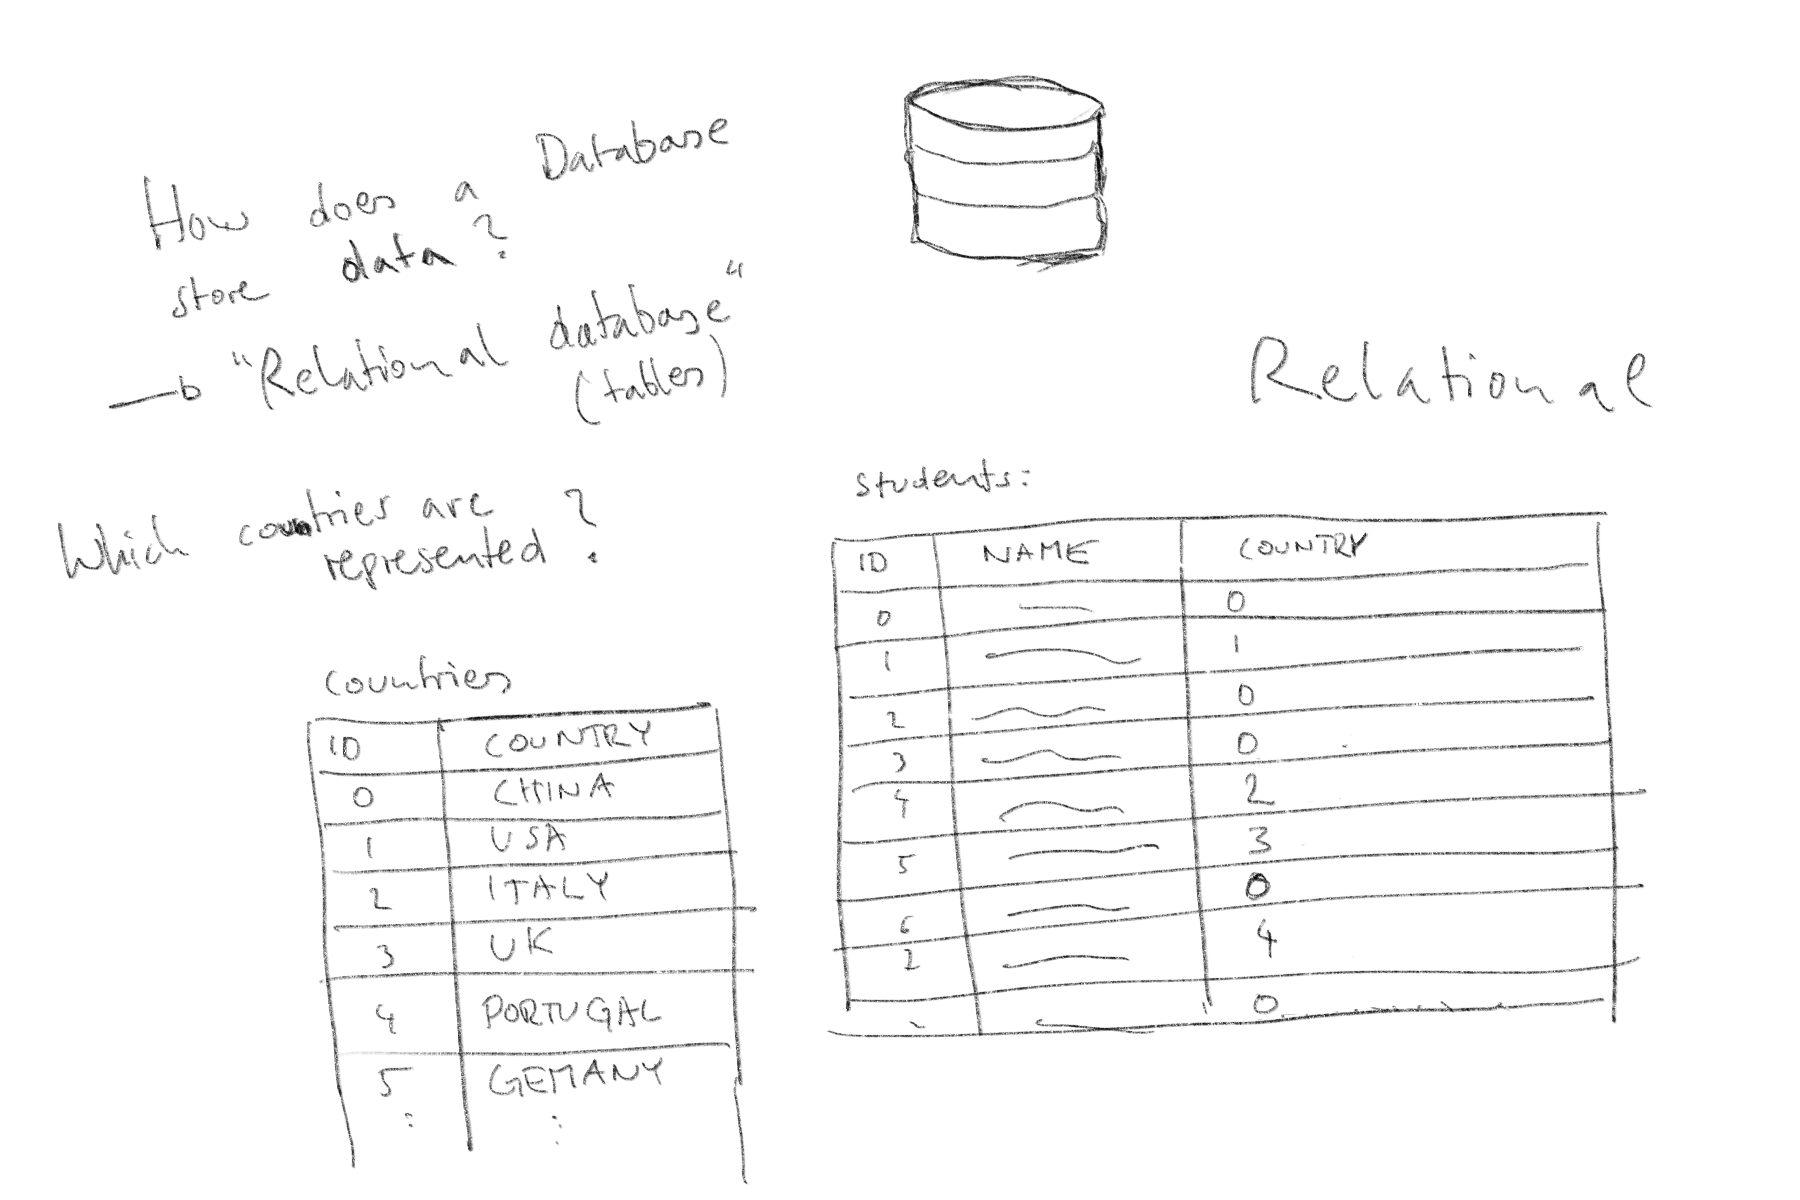 How does a Database
store data?
"Relational database"
(tables)
Relational
Which countries are
represented?
students:
ID NAME COUNTRY
0 0
1 1
2 0
3 0
4 2
5 3
6 0
2 4
0
countries
ID COUNTRY
0 CHINA
1 USA
2 ITALY
3 UK
4 PORTUGAL
5 GEMANY
: :